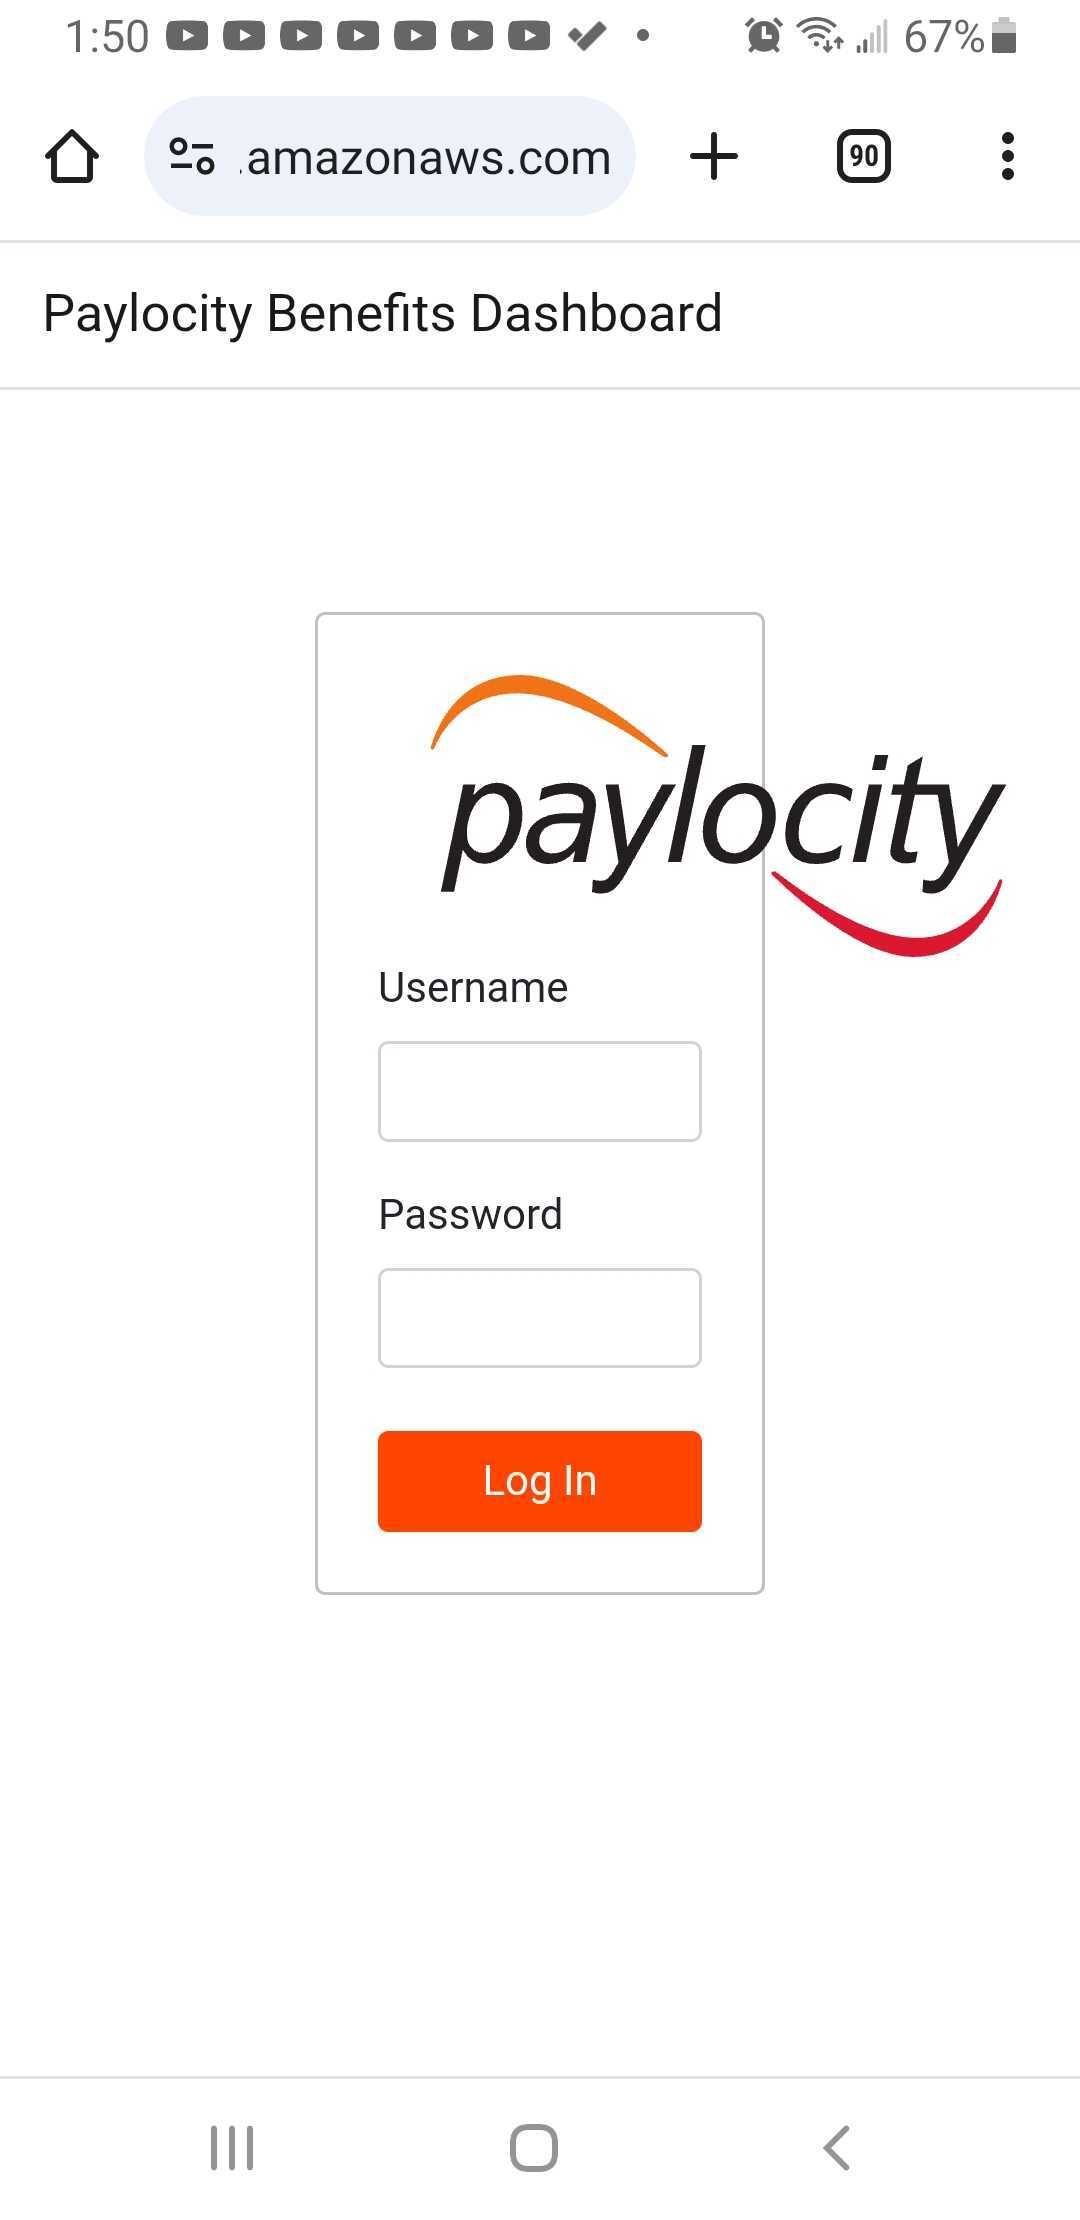 1:50 67%
.amazonaws.com 90
Paylocity Benefits Dashboard
paylocity
Username
Password
Log In